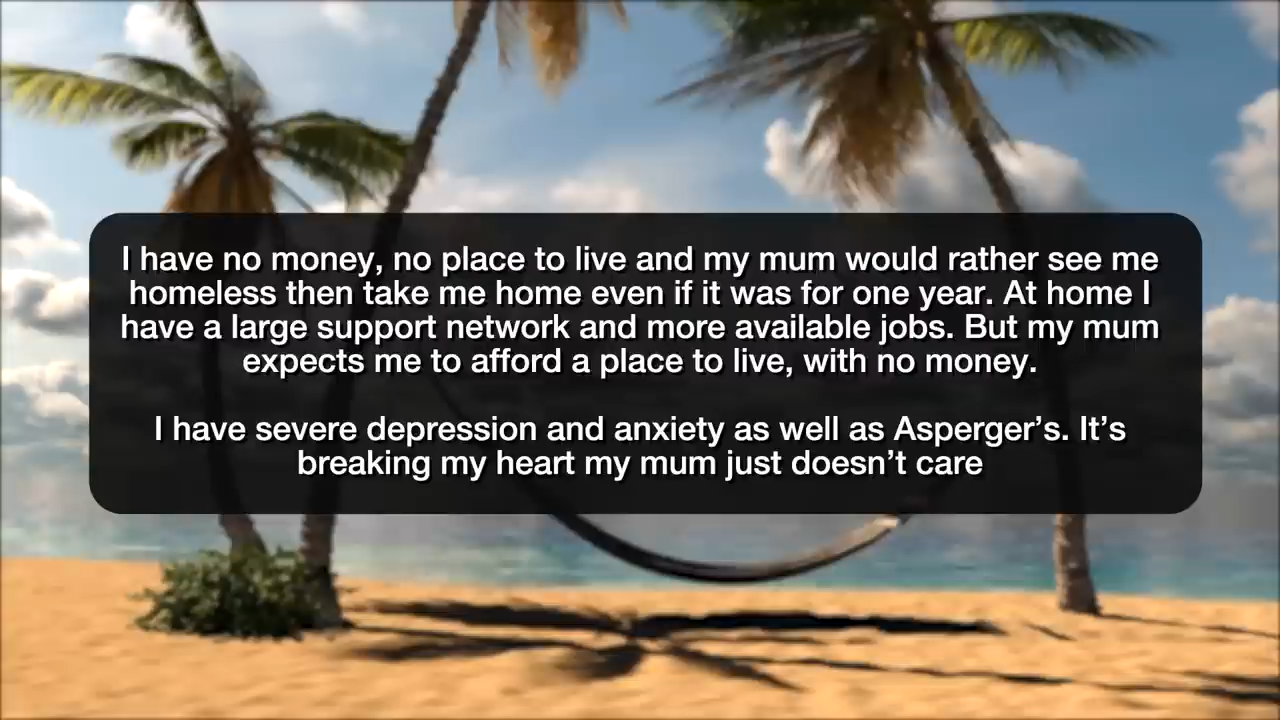 I have no money, no place to live and my mum would rather see me
homeless then take me home even if it was for one year. At home I
have a large support network and more available jobs. But my mum
expects me to afford a place to live, with no money.
I have severe depression and anxiety as well as Asperger’s. It’s
breaking my heart my mum just doesn’t care